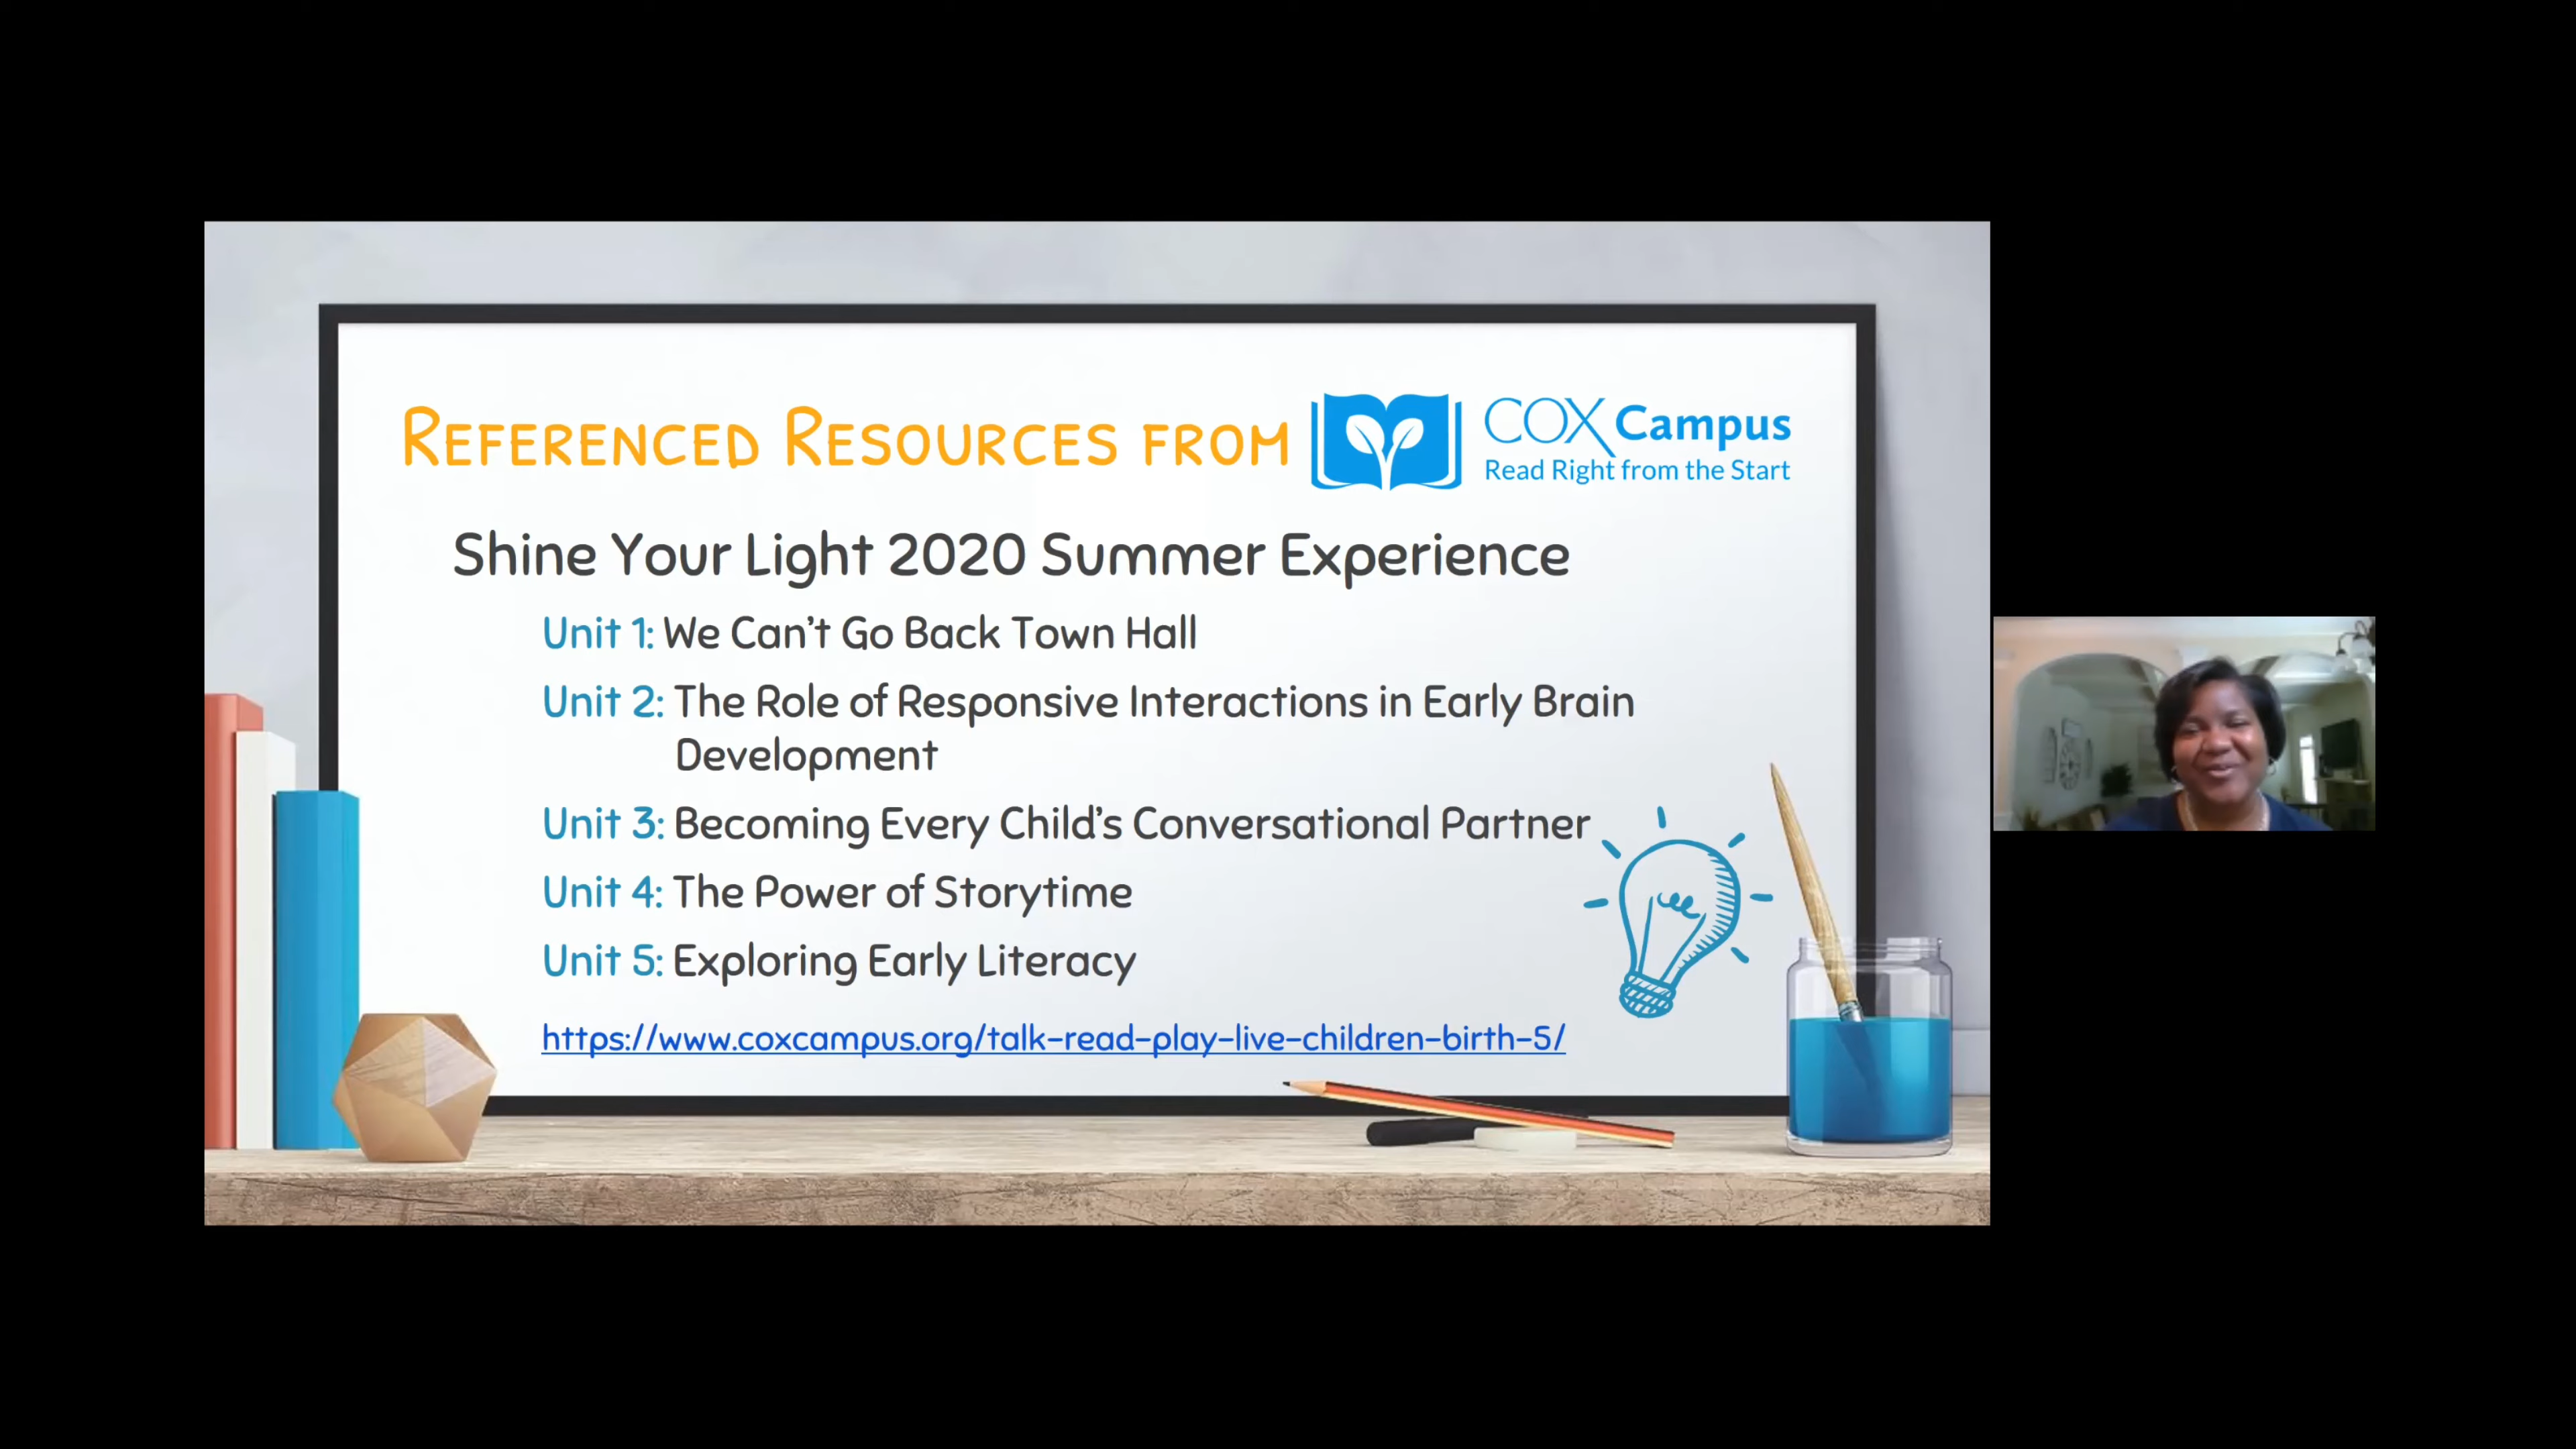 REFERENCED RESOURCES FROM
COX Campus
Read Right from the Start
Shine Your Light 2020 Summer Experience
Unit 1: We Can't Go Back Town Hall
Unit 2: The Role of Responsive Interactions in Early Brain
Development
Unit 3: Becoming Every Child's Conversational Partner
Unit 4: The Power of Storytime
Unit 5: Exploring Early Literacy
https://www.coxcampus.org/talk-read-play-live-children-birth-5/